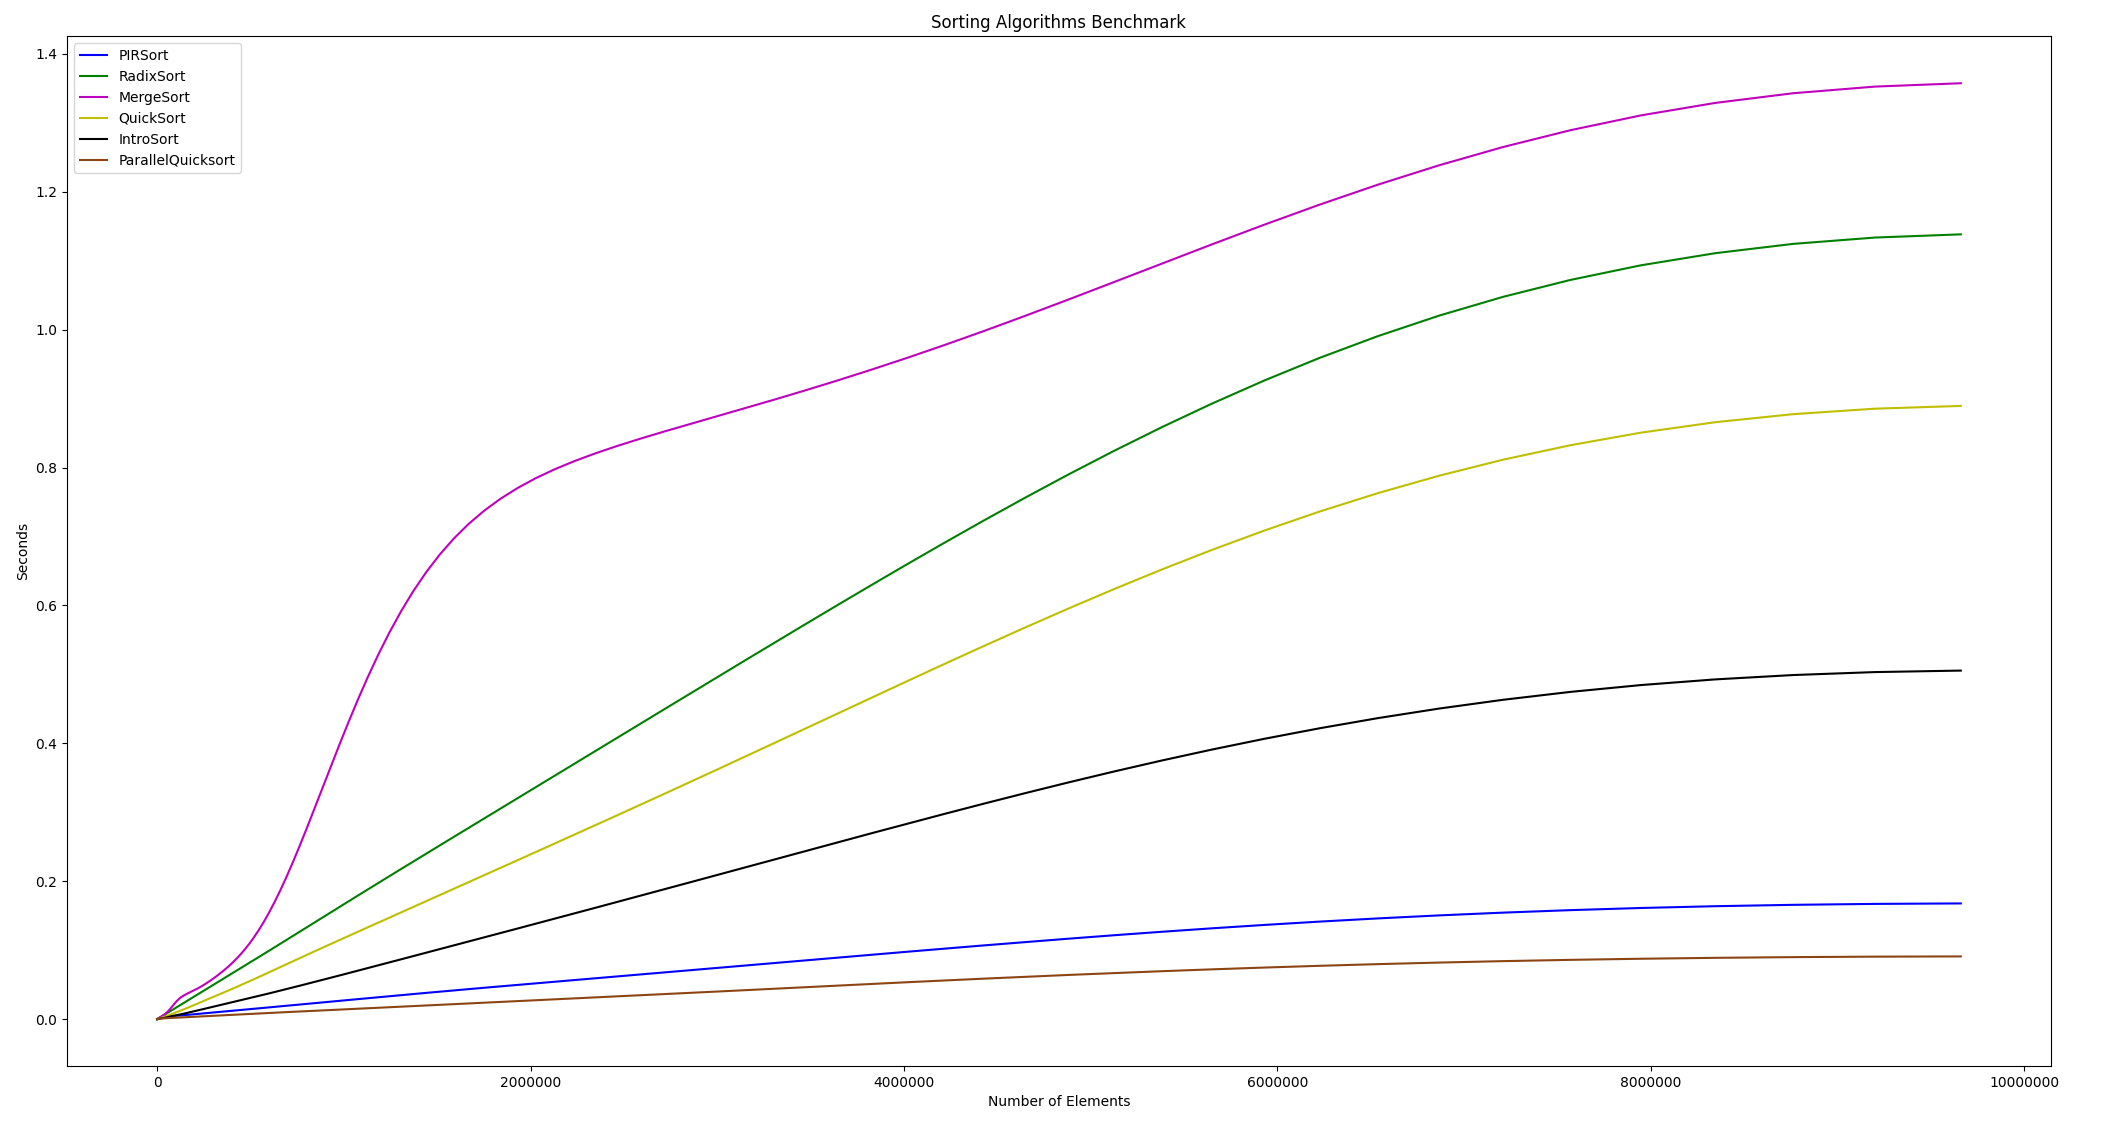 Sorting Algorithms Benchmark
PIRSort
RadixSort
MergeSort
QuickSort
IntroSort
ParallelQuicksort
1.4
1.2
1.0
0.8
0.6
0.4
0.2
0.0
Seconds
0 2000000 4000000 6000000 8000000 10000000
Number of Elements